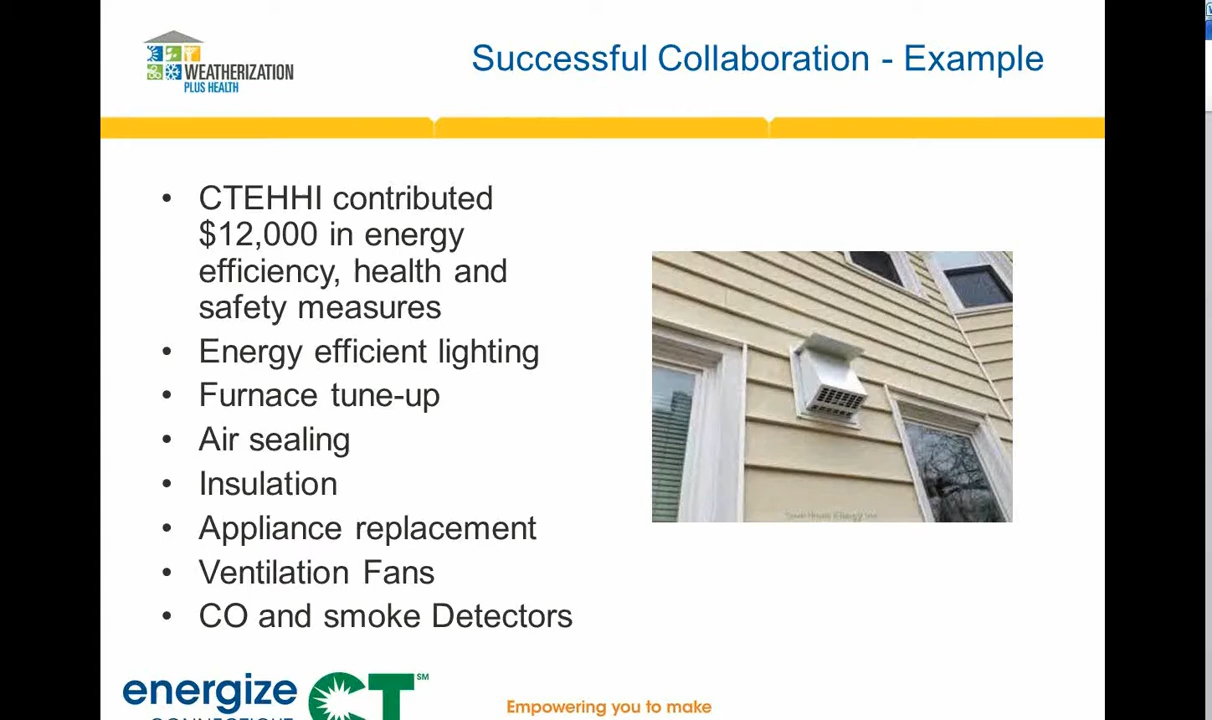 WEATHERIZATION
PLUS HEALTH
Successful Collaboration - Example
• CTEHHI contributed
$12,000 in energy
efficiency, health and
safety measures
• Energy efficient lighting
• Furnace tune-up
• Air sealing
• Insulation
• Appliance replacement
• Ventilation Fans
• CO and smoke Detectors
energize
CT SM
Empowering you to make